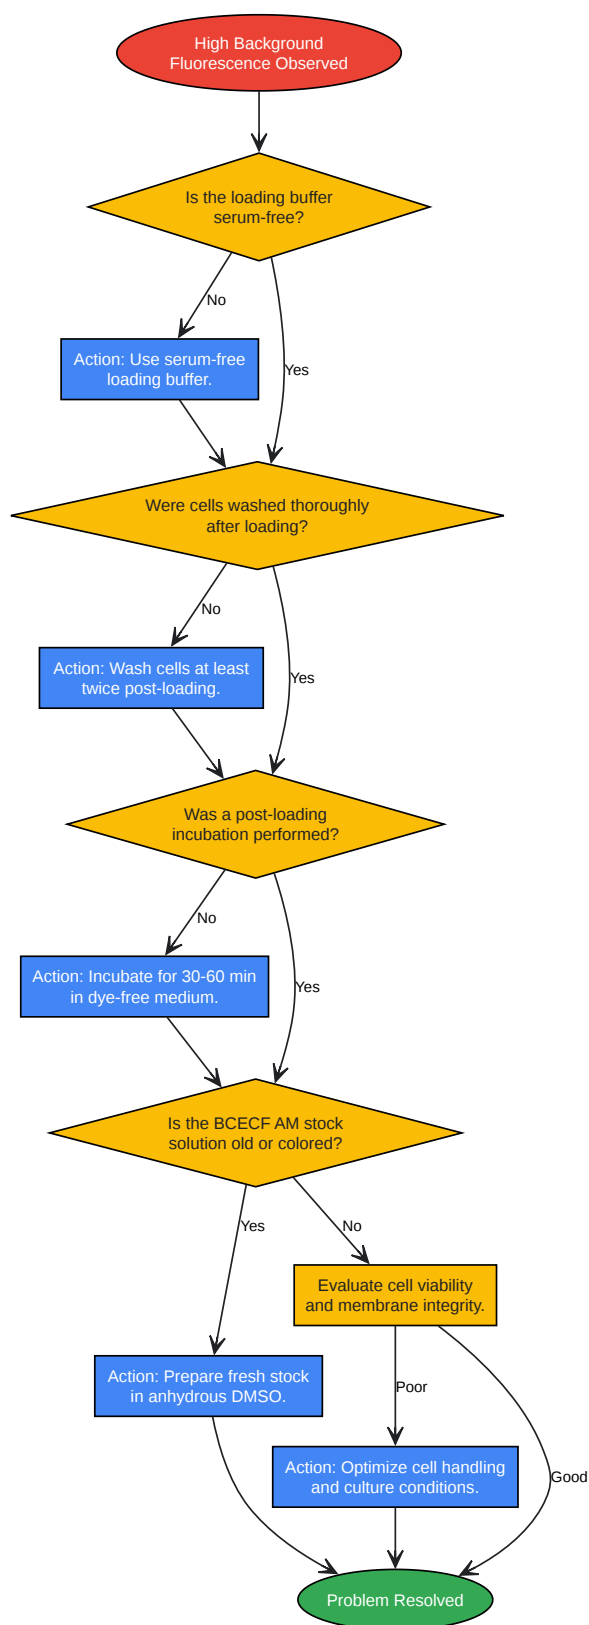 High Background
Fluorescence Observed
Is the loading buffer
serum-free?
No
Yes
Action: Use serum-free
loading buffer.
Were cells washed thoroughly
after loading?
No
Yes
Action: Wash cells at least
twice post-loading.
Was a post-loading
incubation performed?
No
Yes
Action: Incubate for 30-60 min
in dye-free medium.
Is the BCECF AM stock
solution old or colored?
Yes
No
Evaluate cell viability
and membrane integrity.
Action: Prepare fresh stock
in anhydrous DMSO.
Poor
Good
Action: Optimize cell handling
and culture conditions.
Problem Resolved